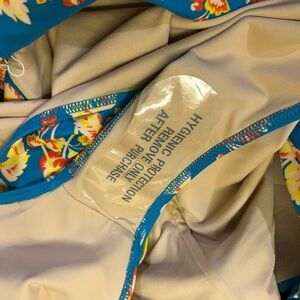 HYGIENIC PROTECTION
REMOVE ONLY
AFTER PURCHASE